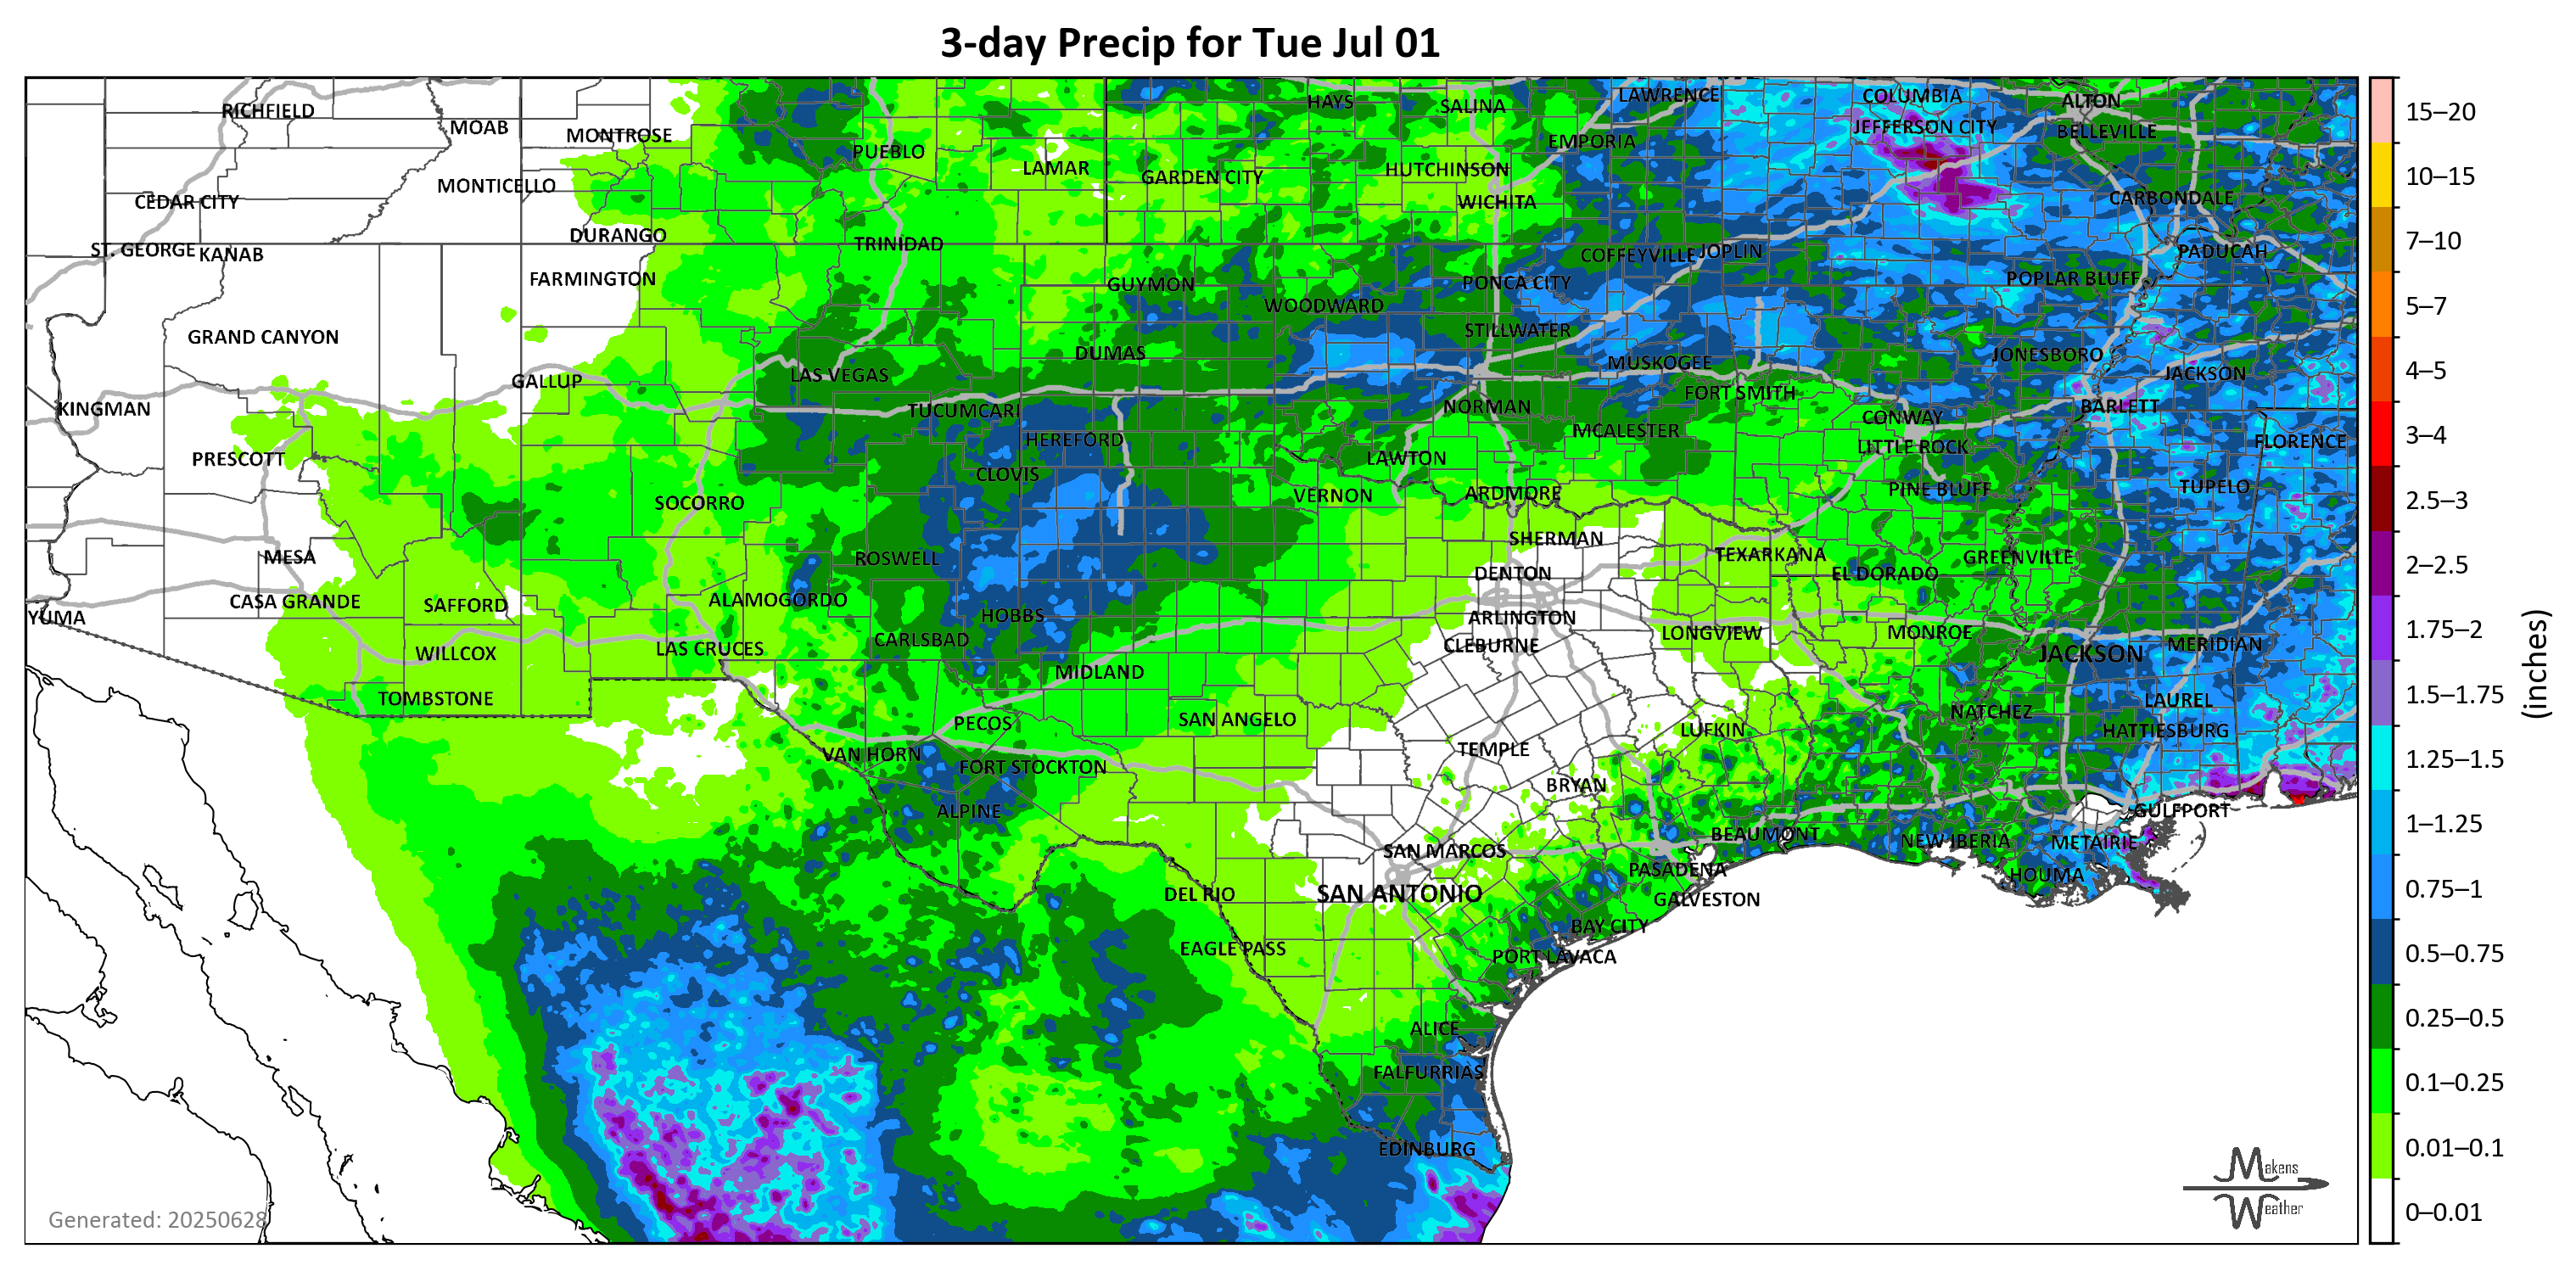 3-day Precip for Tue Jul 01
RICHFIELD
MOAB
MONTROSE
PUEBLO
LAMAR
HAYS
SALINA
LAWRENCE
COLUMBIA
ALTON
JEFFERSON CITY
BELLEVILLE
EMPORIA
HUTCHINSON
GARDEN CITY
MONTICELLO
CEDAR CITY
WICHITA
CARBONDALE
DURANGO
TRINIDAD
ST. GEORGE
KANAB
COFFEYVILLE
JOPLIN
PADUCAH
FARMINGTON
GUYMON
PONCA CITY
POPLAR BLUFF
WOODWARD
GRAND CANYON
STILLWATER
DUMAS
MUSKOGEE
JONESBORO
GALLUP
LAS VEGAS
JACKSON
FORT SMITH
KINGMAN
TUCUMCARI
NORMAN
BARLETT
CONWAY
HEREFORD
MCALESTER
LITTLE ROCK
FLORENCE
PRESCOTT
CLOVIS
LAWTON
SOCORRO
VERNON
ARDMORE
PINE BLUFF
TUPELO
SHERMAN
MESA
ROSWELL
TEXARKANA
GREENVILLE
DENTON
EL DORADO
CASA GRANDE
SAFFORD
ALAMOGORDO
YUMA
HOBBS
ARLINGTON
CARLSBAD
CLEBURNE
LONGVIEW
MONROE
WILLCOX
LAS CRUCES
JACKSON
MERIDIAN
MIDLAND
TOMBSTONE
LAUREL
PECOS
SAN ANGELO
NATCHEZ
LUFKIN
HATTIESBURG
VAN HORN
FORT STOCKTON
TEMPLE
BRYAN
ALPINE
GULFPORT
BEAUMONT
NEW IBERIA
METAIRIE
SAN MARCOS
PASADENA
HOUMA
DEL RIO
SAN ANTONIO
GALVESTON
BAY CITY
EAGLE PASS
PORT LAVACA
ALICE
FALFURRIAS
EDINBURG
Generated: 20250628
Makens
Weather
15–20
10–15
7–10
5–7
4–5
3–4
2.5–3
2–2.5
1.75–2
1.5–1.75
1.25–1.5
1–1.25
0.75–1
0.5–0.75
0.25–0.5
0.1–0.25
0.01–0.1
0–0.01
(inches)